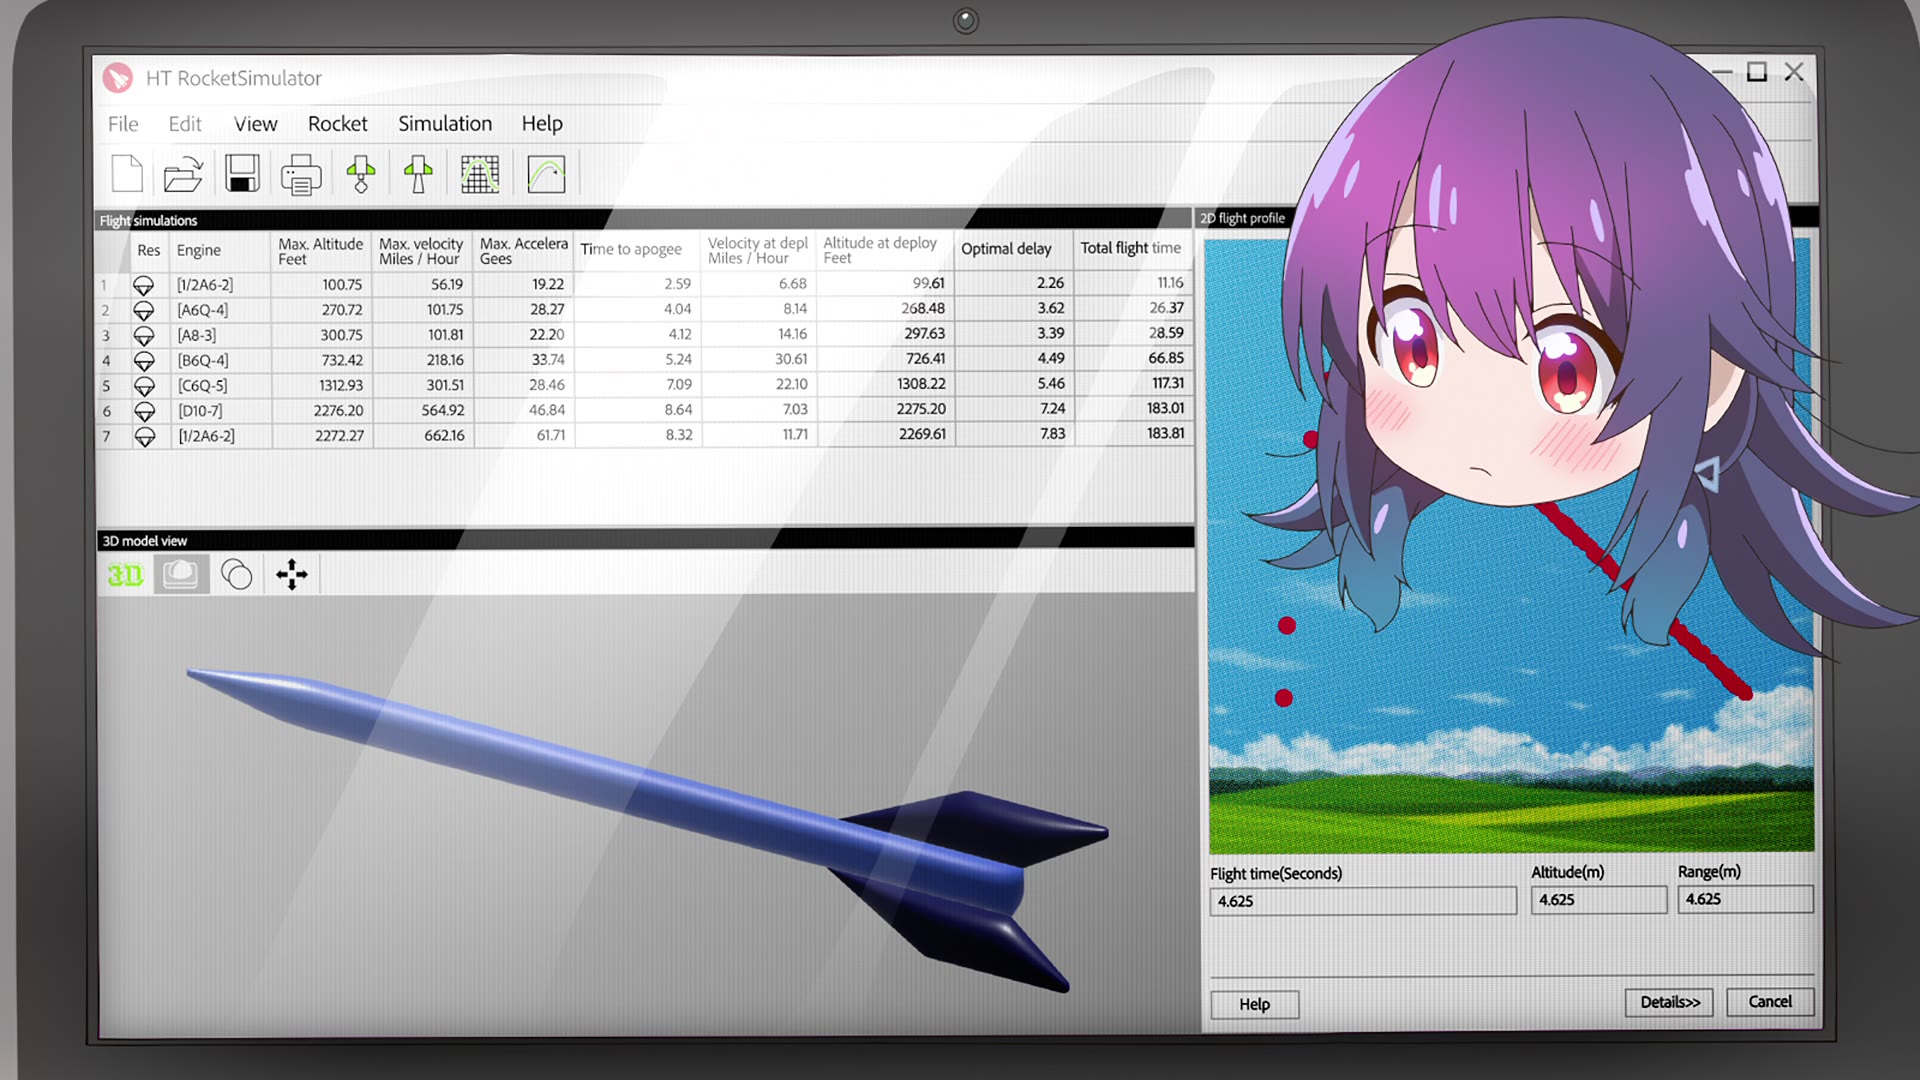 HT RocketSimulator
File Edit View Rocket Simulation Help
Flight simulations
Res Engine Max. Altitude Feet Max. velocity Miles / Hour Max. Accelera Gees Time to apogee Velocity at depl Miles / Hour Altitude at deploy Feet Optimal delay Total flight time
1 [1/2A6-2] 100.75 56.19 19.22 2.59 6.68 99.61 2.26 11.16
2 [A6Q-4] 270.72 101.75 28.27 4.04 8.14 268.48 3.62 26.37
3 [A8-3] 300.75 101.81 22.20 4.12 14.16 297.63 3.39 28.59
4 [B6Q-4] 732.42 218.16 33.74 5.24 30.61 726.41 4.49 66.85
5 [C6Q-5] 1312.93 301.51 28.46 7.09 22.10 1308.22 5.46 117.31
6 [D10-7] 2276.20 564.92 46.84 8.64 7.03 2275.20 7.24 183.01
7 [1/2A6-2] 2272.27 662.16 61.71 8.32 11.71 2269.61 7.83 183.81
3D model view
3D
2D flight profile
Flight time(Seconds) Altitude(m) Range(m)
4.625 4.625 4.625
Help Details>> Cancel